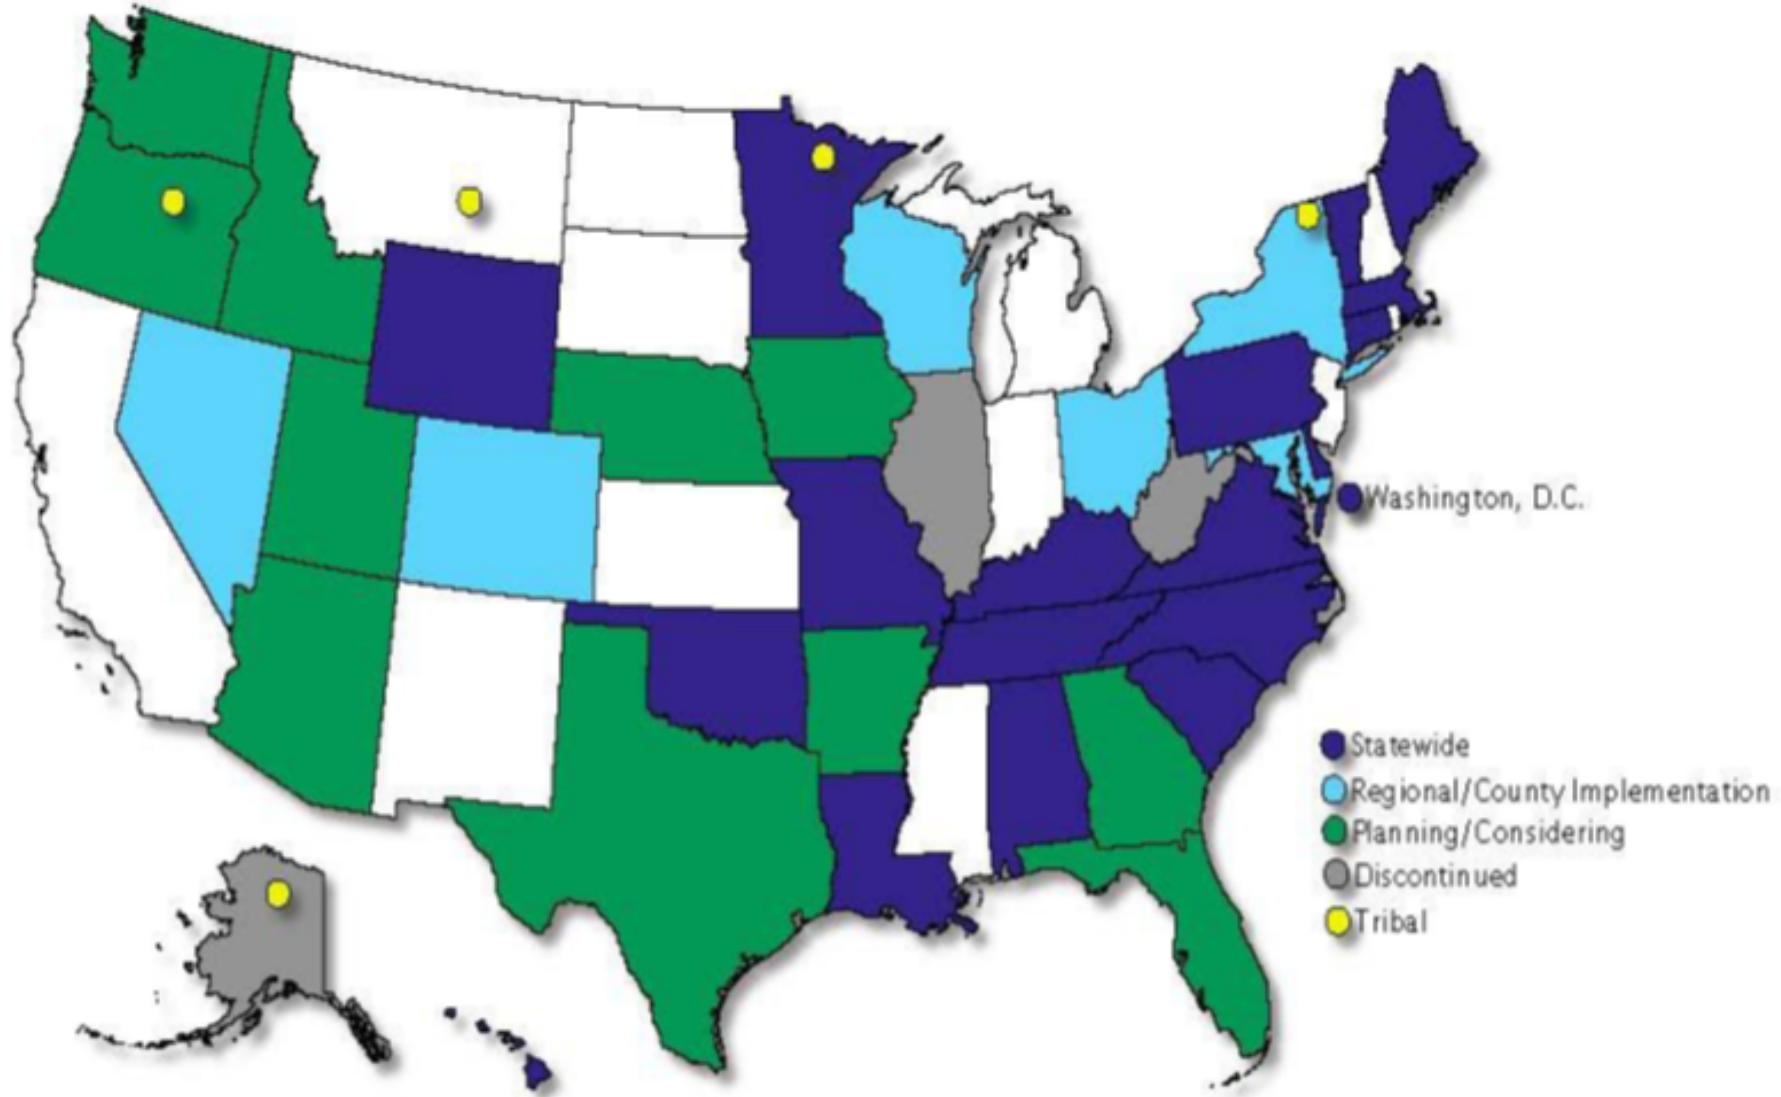 Washington, D.C.
Statewide
Regional/County Implementation
Planning/Considering
Discontinued
Tribal